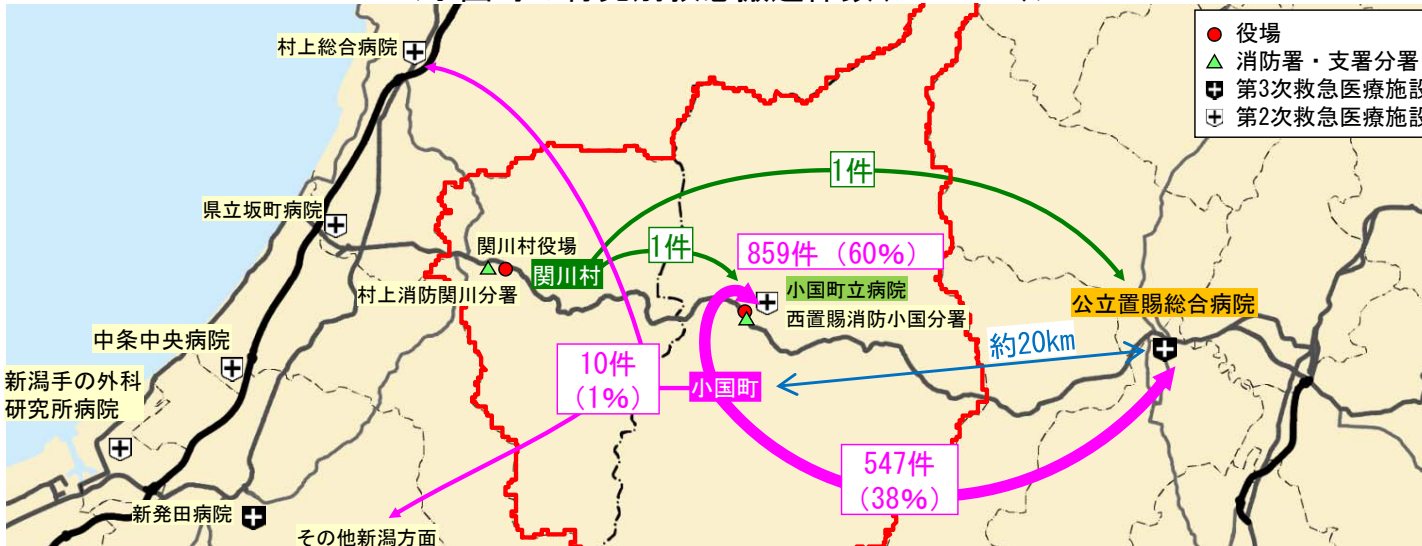 村上総合病院
役場
消防署・支署分署
第3次救急医療施設
第2次救急医療施設
1件
県立坂町病院
1件
859件（60%）
関川村役場
関川村
小国町立病院
村上消防関川分署
公立置賜総合病院
西置賜消防小国分署
約20km
中条中央病院
10件
（1%）
小国町
新潟手の外科
研究所病院
547件
（38%）
新発田病院
その他新潟方面